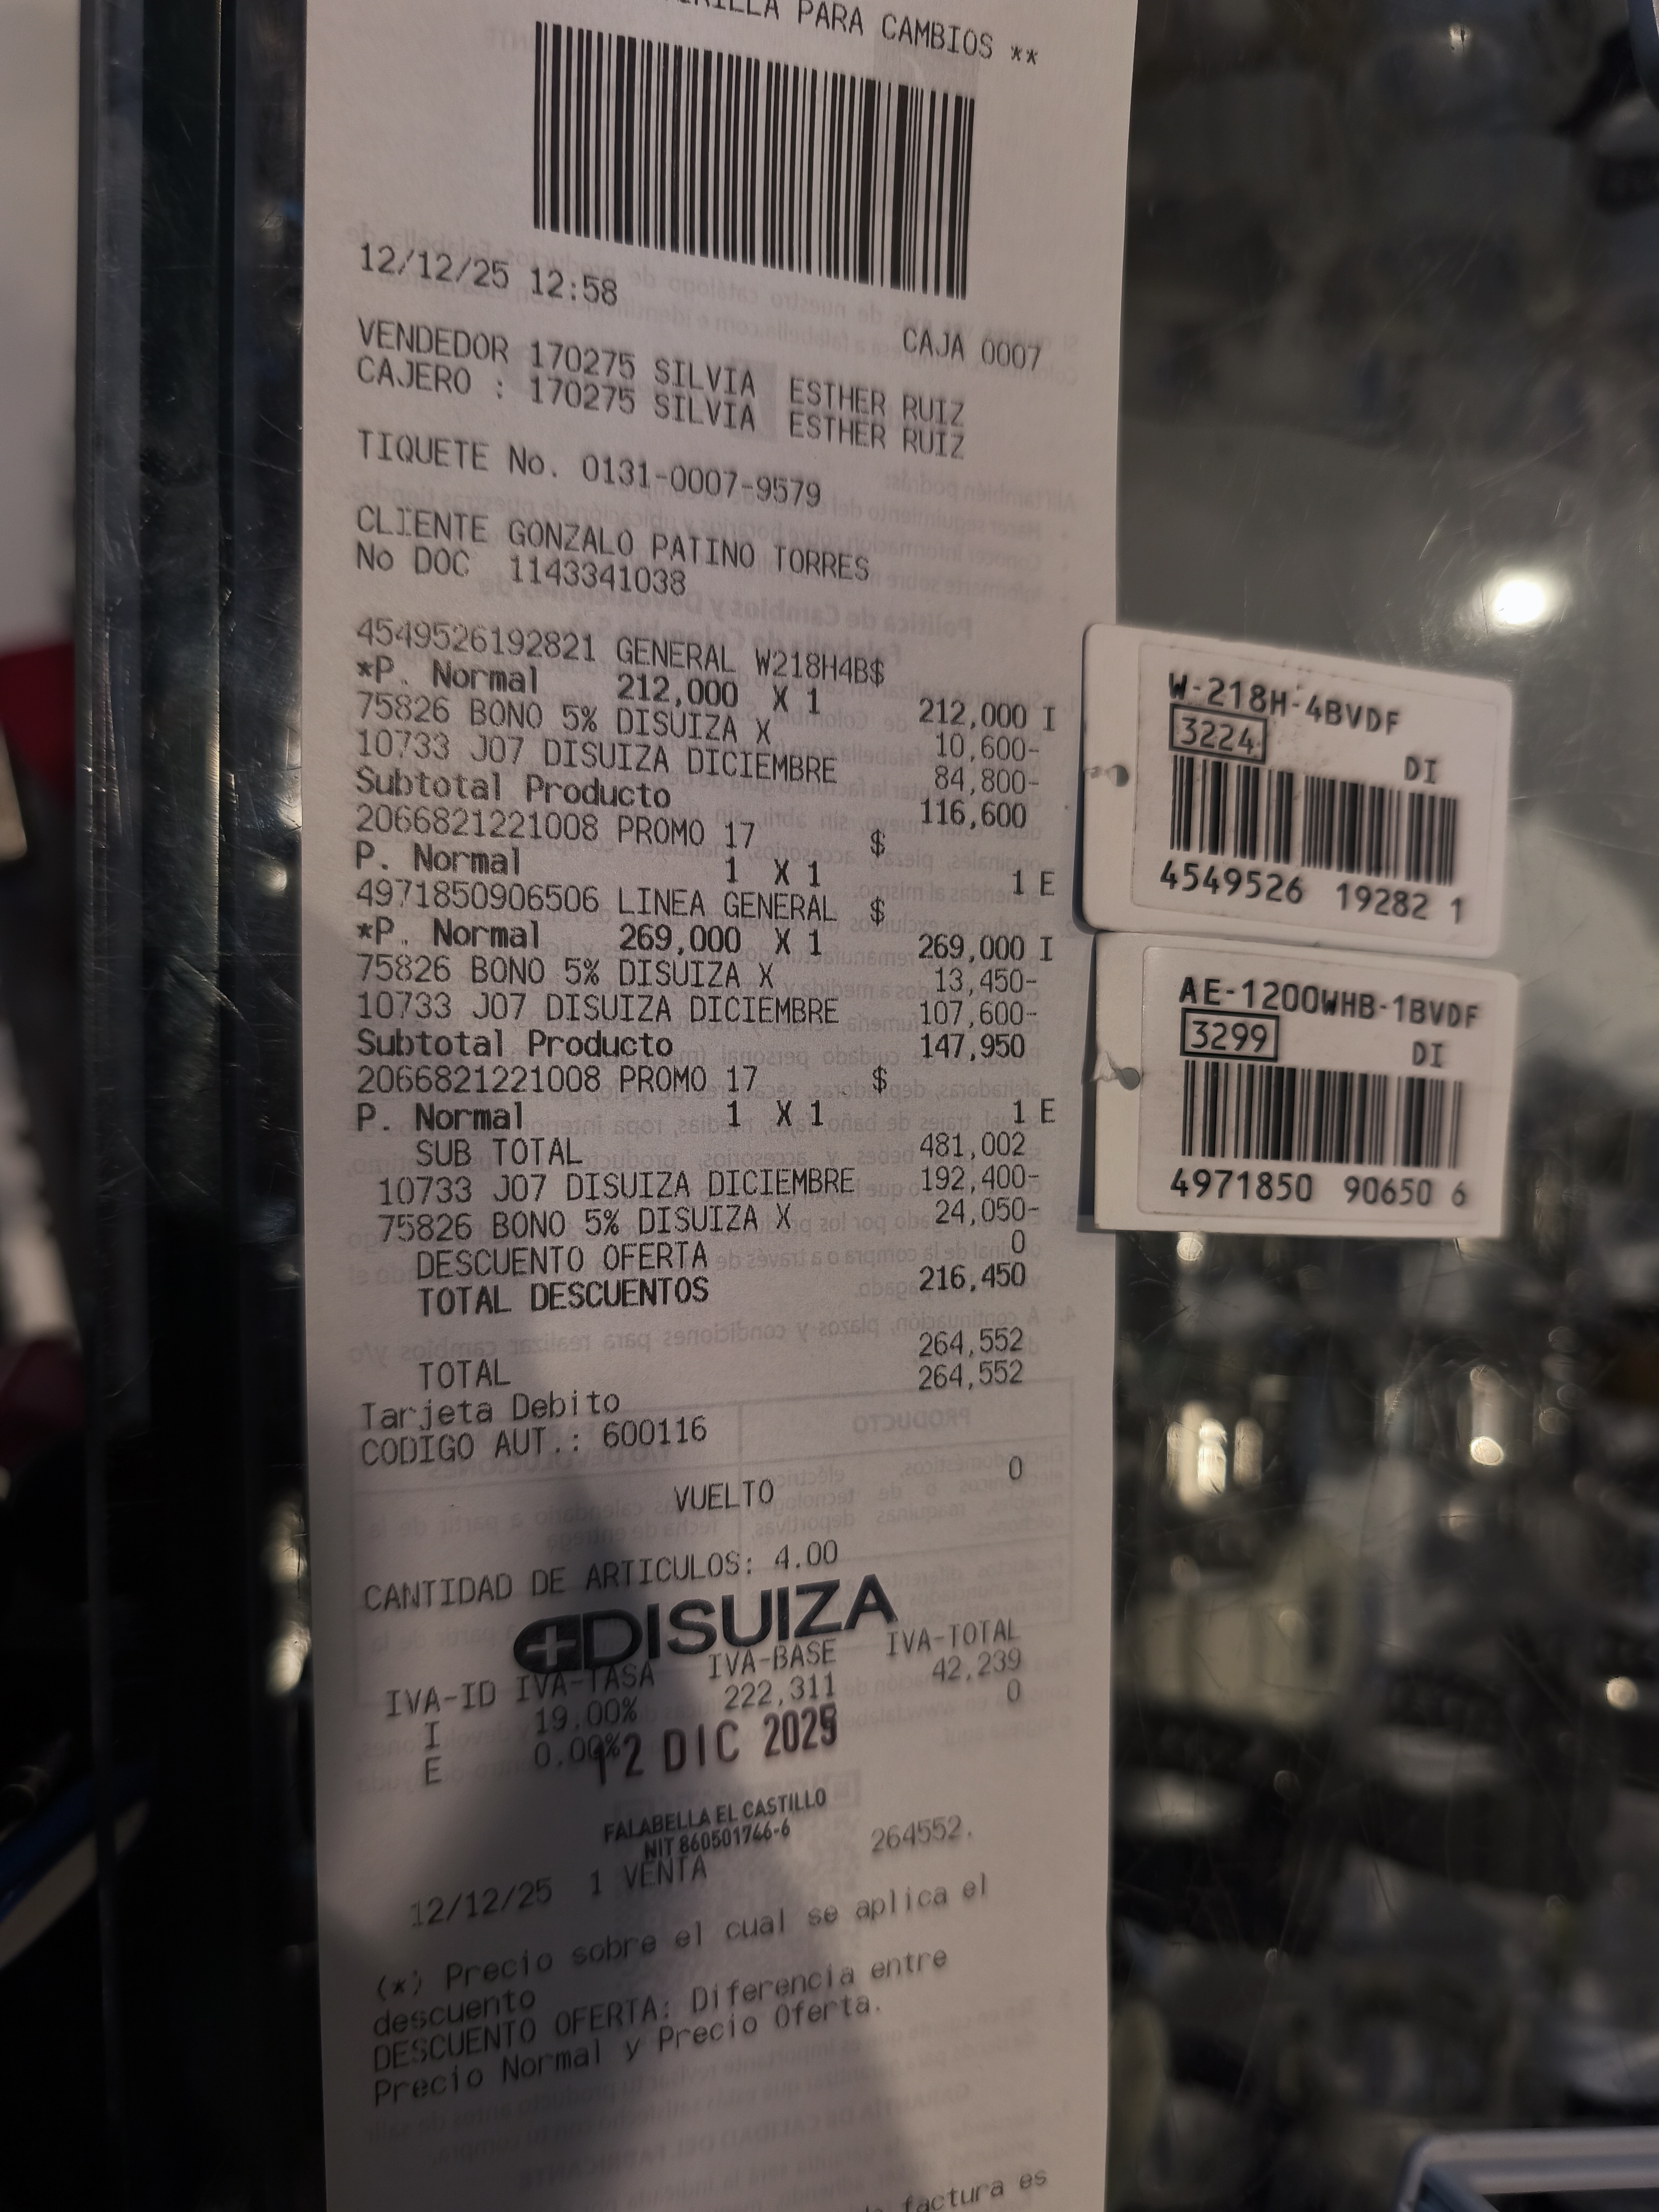 PARA CAMBIOS **
12/12/25 12:58
CAJA 0007
VENDEDOR 170275 SILVIA ESTHER RUIZ
CAJERO : 170275 SILVIA ESTHER RUIZ
TIQUETE No. 0131-0007-9579
CLIENTE GONZALO PATINO TORRES
No DOC 1143341038
4549526192821 GENERAL W218H4B$
*P. Normal 212,000 X 1 212,000 I
75826 BONO 5% DISUIZA X 10,600-
10733 J07 DISUIZA DICIEMBRE 84,800-
Subtotal Producto 116,600
2066821221008 PROMO 17 $
P. Normal 1 X 1 1 E
4971850906506 LINEA GENERAL $
*P. Normal 269,000 X 1 269,000 I
75826 BONO 5% DISUIZA X 13,450-
10733 J07 DISUIZA DICIEMBRE 107,600-
Subtotal Producto 147,950
2066821221008 PROMO 17 $
P. Normal 1 X 1 1 E
SUB TOTAL 481,002
10733 J07 DISUIZA DICIEMBRE 192,400-
75826 BONO 5% DISUIZA X 24,050-
DESCUENTO OFERTA 0
TOTAL DESCUENTOS 216,450
TOTAL 264,552
Tarjeta Debito 264,552
CODIGO AUT.: 600116
VUELTO 0
CANTIDAD DE ARTICULOS: 4.00
DISUIZA
IVA-ID IVA-TASA IVA-BASE IVA-TOTAL
I 19.00% 222,311 42,239
E 0.00% 0
12 DIC 2025
FALABELLA EL CASTILLO
NIT 860501746-6
12/12/25 1 VENTA 264552.
(*) Precio sobre el cual se aplica el
descuento
DESCUENTO OFERTA: Diferencia entre
Precio Normal y Precio Oferta.
factura es
W-218H-4BVDF
3224
DI
4549526 19282 1
AE-1200WHB-1BVDF
3299
DI
4971850 90650 6